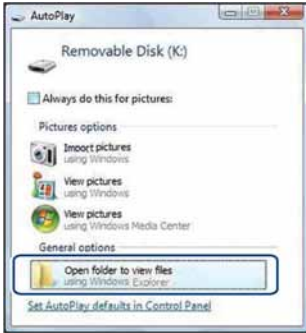 AutoPlay
Removable Disk (K:)
Always do this for pictures:
Pictures options
Import pictures
using Windows
View pictures
using Windows
View pictures
using Windows Media Center
General options
Open folder to view files
using Windows Explorer
Set AutoPlay defaults in Control Panel